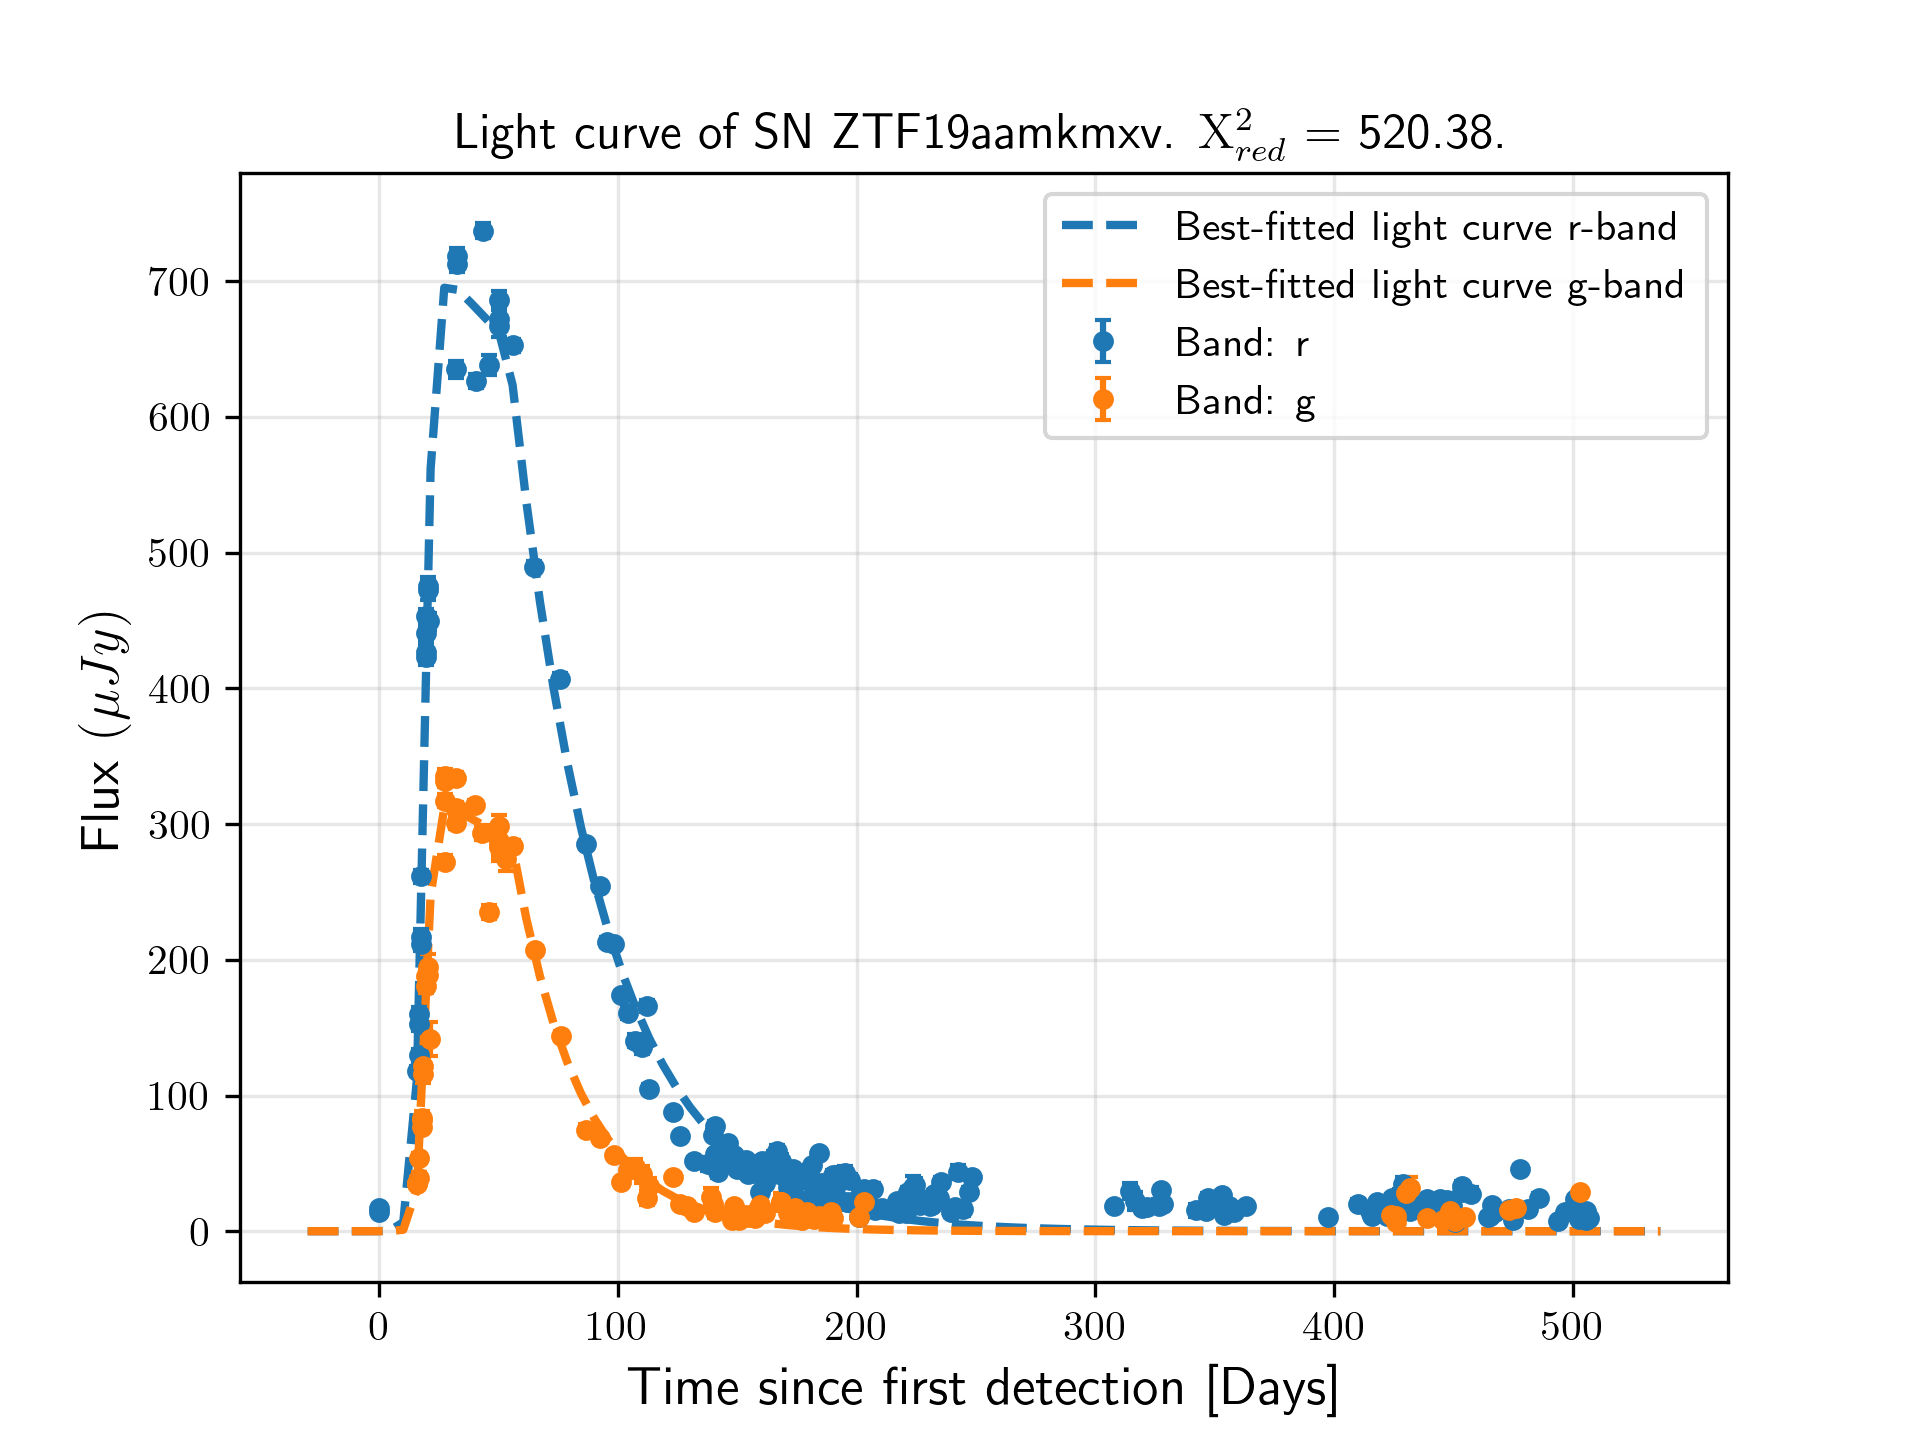 Light curve of SN ZTF19aamkmxv. X²_red = 520.38.
Best-fitted light curve r-band
Best-fitted light curve g-band
Band: r
Band: g
Flux (μJy)
700
600
500
400
300
200
100
0
0 100 200 300 400 500
Time since first detection [Days]